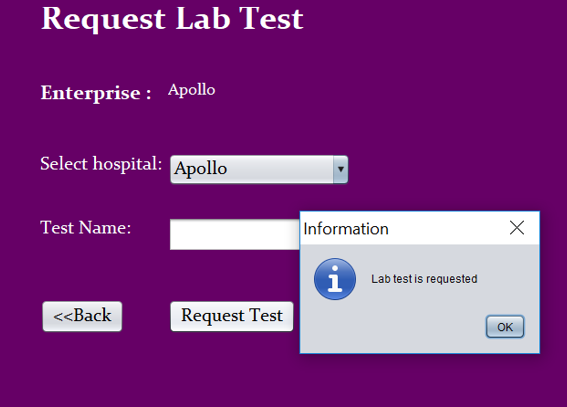 Request Lab Test
Enterprise : Apollo
Select hospital: Apollo
Test Name:
Information
Lab test is requested
OK
<<Back Request Test